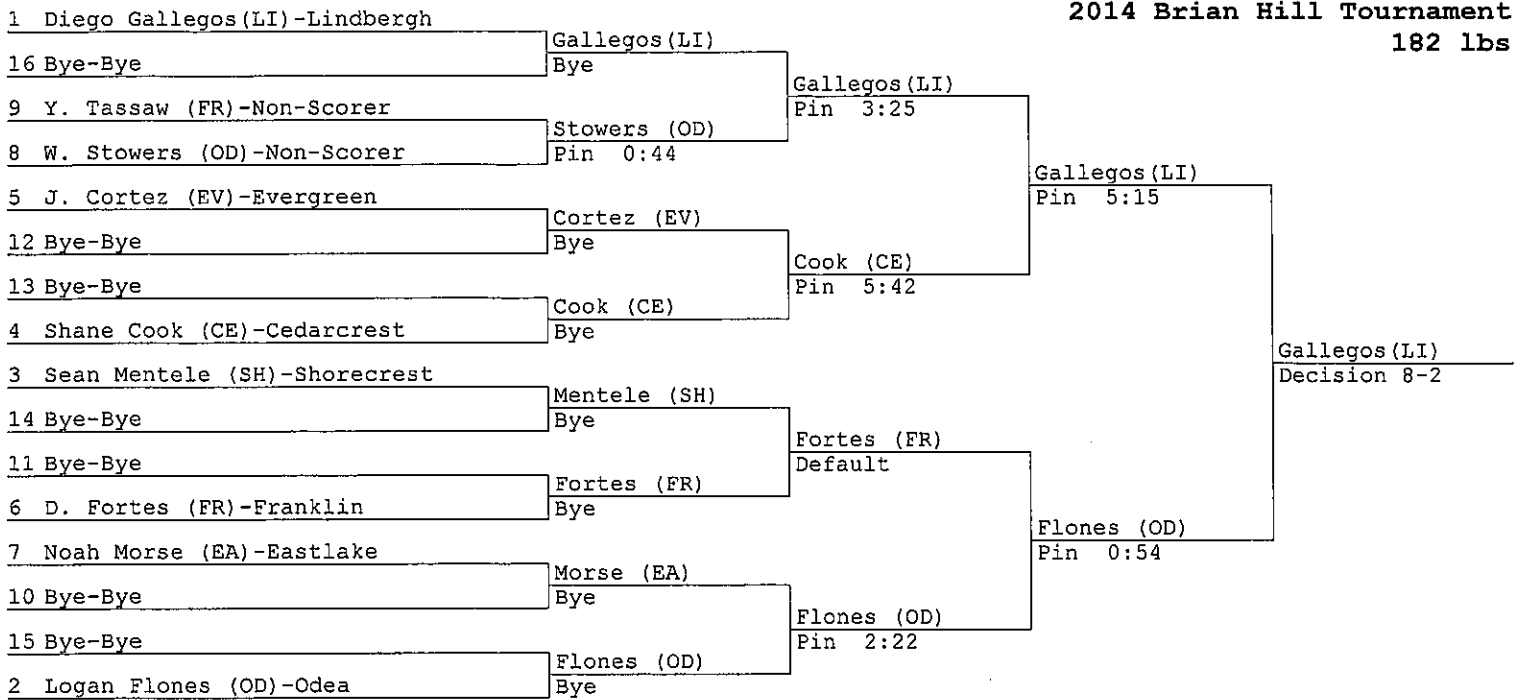 2014 Brian Hill Tournament
182 lbs
1 Diego Gallegos(LI)-Lindbergh
16 Bye-Bye
9 Y. Tassaw (FR)-Non-Scorer
8 W. Stowers (OD)-Non-Scorer
5 J. Cortez (EV)-Evergreen
12 Bye-Bye
13 Bye-Bye
4 Shane Cook (CE)-Cedarcrest
3 Sean Mentele (SH)-Shorecrest
14 Bye-Bye
11 Bye-Bye
6 D. Fortes (FR)-Franklin
7 Noah Morse (EA)-Eastlake
10 Bye-Bye
15 Bye-Bye
2 Logan Flones (OD)-Odea
Gallegos(LI)
Bye
Stowers (OD)
Pin 0:44
Cortez (EV)
Bye
Cook (CE)
Bye
Mentele (SH)
Bye
Fortes (FR)
Bye
Morse (EA)
Bye
Flones (OD)
Bye
Gallegos(LI)
Pin 3:25
Cook (CE)
Pin 5:42
Fortes (FR)
Default
Flones (OD)
Pin 2:22
Gallegos(LI)
Pin 5:15
Flones (OD)
Pin 0:54
Gallegos(LI)
Decision 8-2